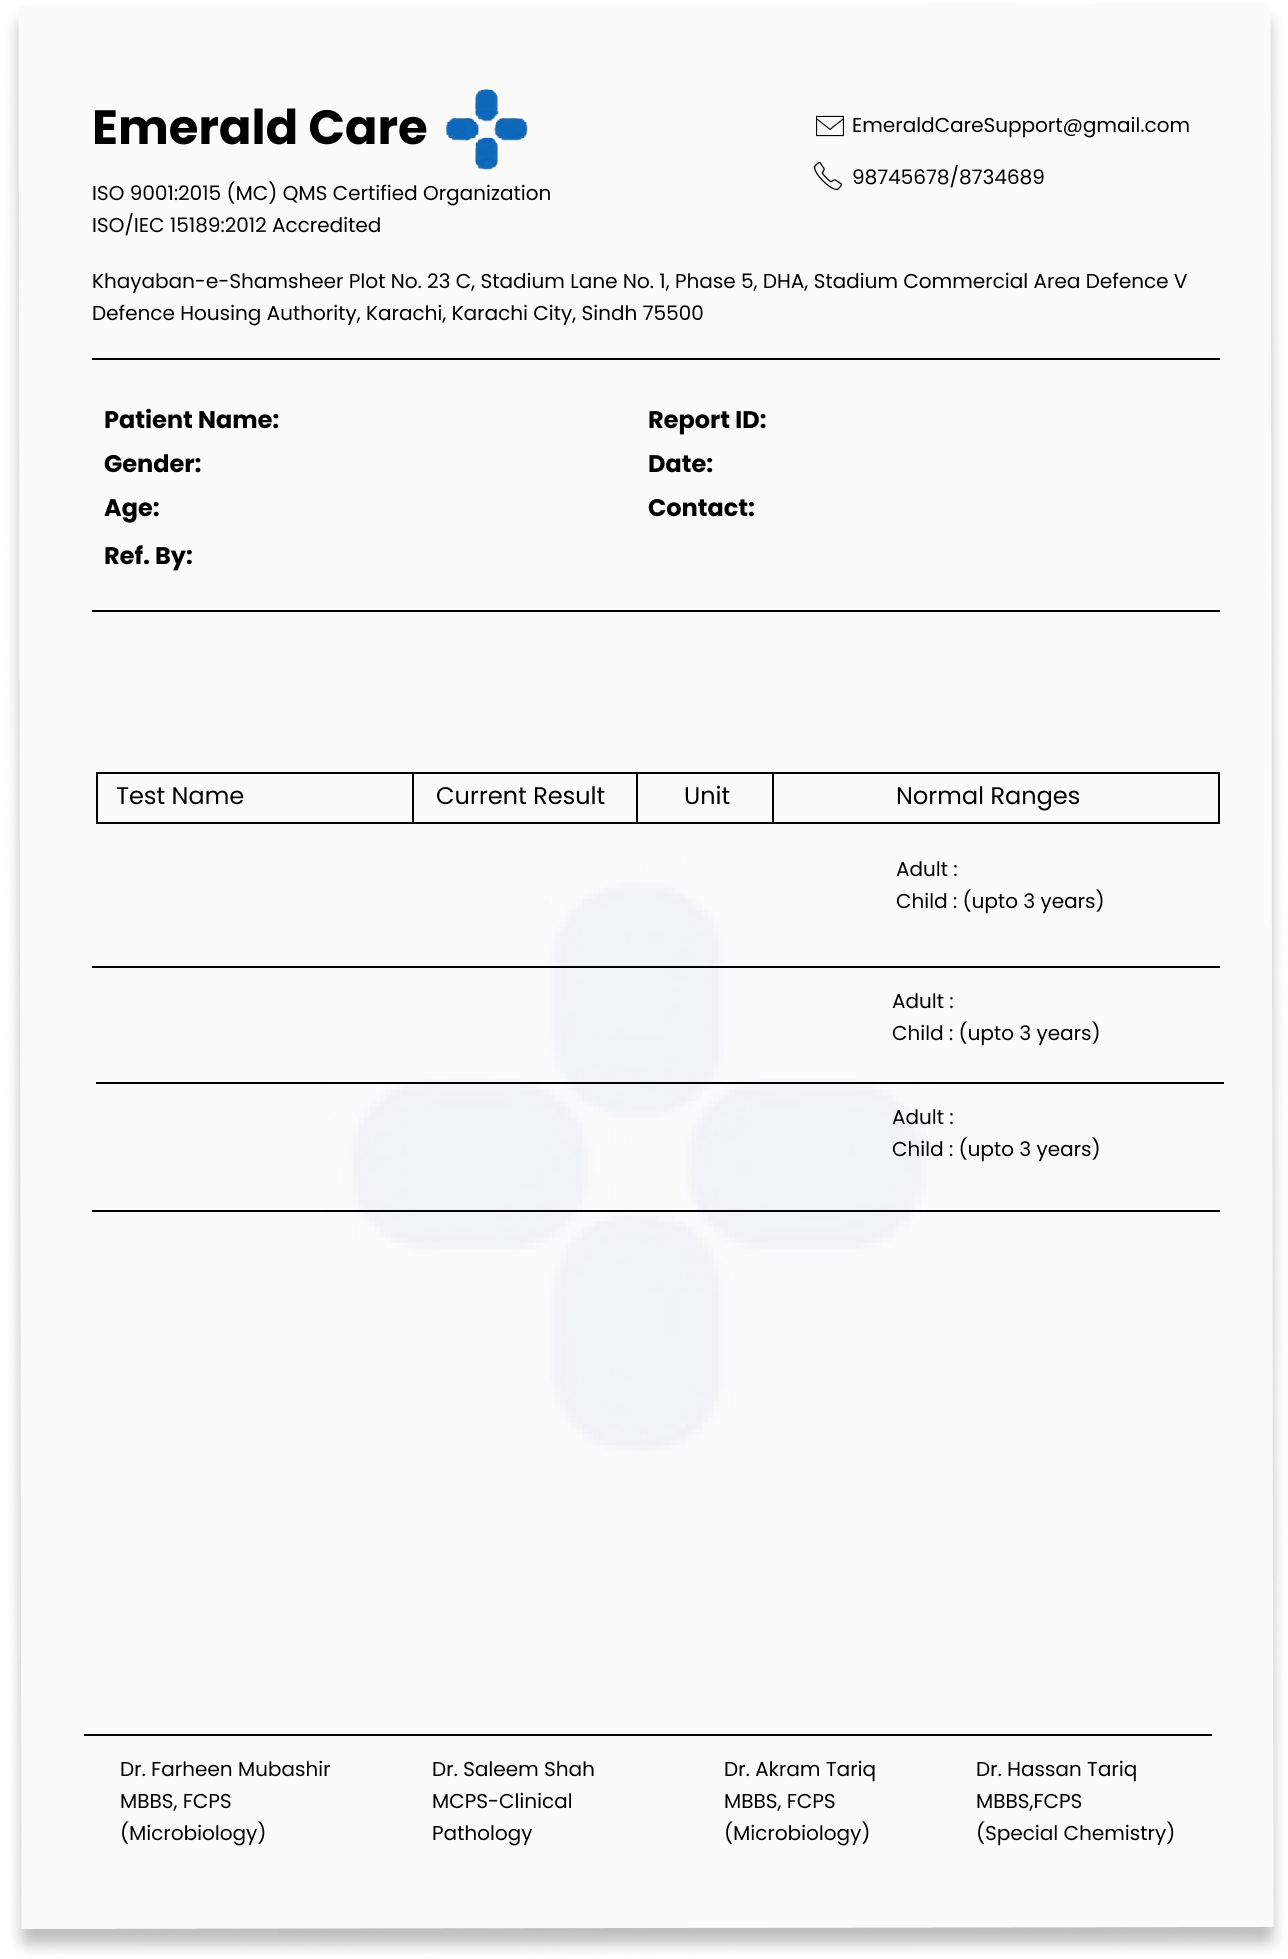 Emerald Care
EmeraldCareSupport@gmail.com
98745678/8734689
ISO 9001:2015 (MC) QMS Certified Organization
ISO/IEC 15189:2012 Accredited
Khayaban-e-Shamsheer Plot No. 23 C, Stadium Lane No. 1, Phase 5, DHA, Stadium Commercial Area Defence V
Defence Housing Authority, Karachi, Karachi City, Sindh 75500
Patient Name:
Gender:
Age:
Ref. By:
Report ID:
Date:
Contact:
Test Name Current Result Unit Normal Ranges
Adult :
Child : (upto 3 years)
Adult :
Child : (upto 3 years)
Adult :
Child : (upto 3 years)
Dr. Farheen Mubashir
MBBS, FCPS
(Microbiology)
Dr. Saleem Shah
MCPS-Clinical
Pathology
Dr. Akram Tariq
MBBS, FCPS
(Microbiology)
Dr. Hassan Tariq
MBBS,FCPS
(Special Chemistry)